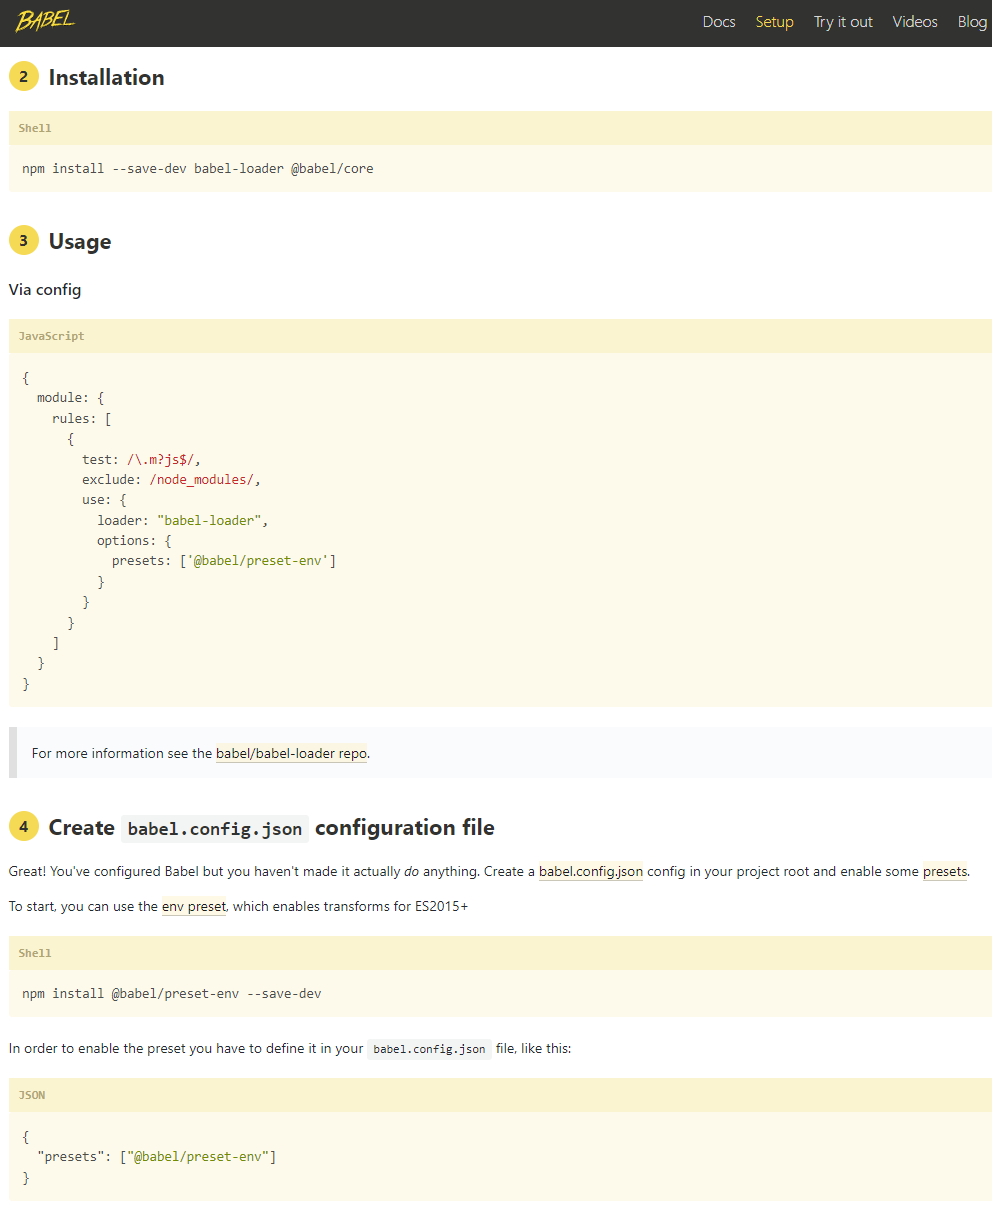 BABEL
Docs Setup Try it out Videos Blog
2 Installation
Shell
npm install --save-dev babel-loader @babel/core
3 Usage
Via config
JavaScript
{
  module: {
    rules: [
      {
        test: /\.m?js$/,
        exclude: /node_modules/,
        use: {
          loader: "babel-loader",
          options: {
            presets: ['@babel/preset-env']
          }
        }
      }
    ]
  }
}
For more information see the babel/babel-loader repo.
4 Create babel.config.json configuration file
Great! You've configured Babel but you haven't made it actually do anything. Create a babel.config.json config in your project root and enable some presets.
To start, you can use the env preset, which enables transforms for ES2015+
Shell
npm install @babel/preset-env --save-dev
In order to enable the preset you have to define it in your babel.config.json file, like this:
JSON
{
  "presets": ["@babel/preset-env"]
}